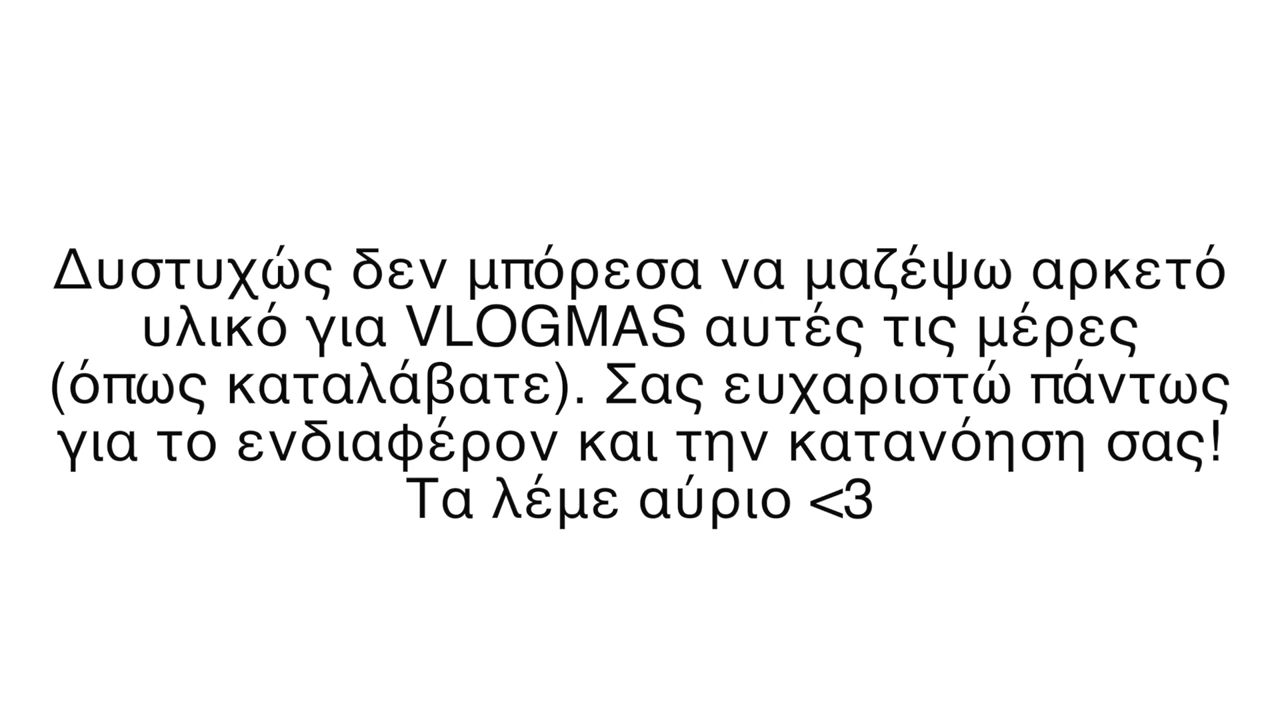 Δυστυχώς δεν μπόρεσα να μαζέψω αρκετό
υλικό για VLOGMAS αυτές τις μέρες
(όπως καταλάβατε). Σας ευχαριστώ πάντως
για το ενδιαφέρον και την κατανόηση σας!
Τα λέμε αύριο <3